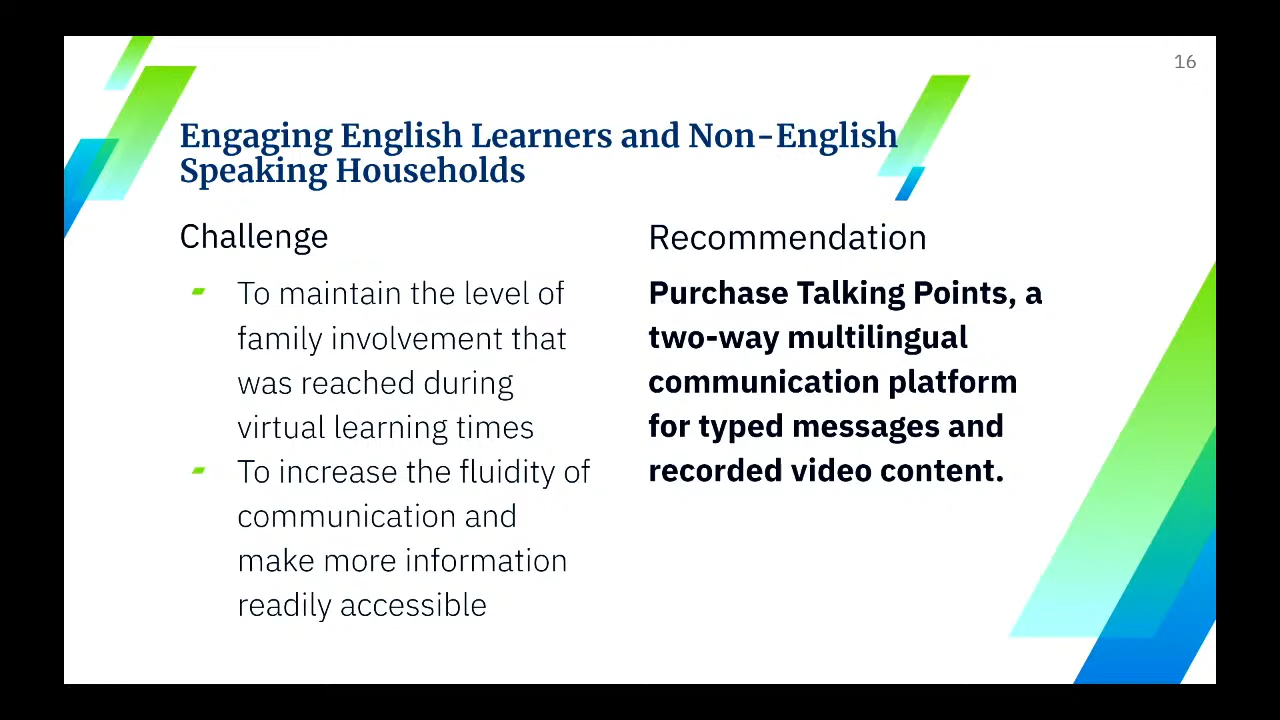 16
Engaging English Learners and Non-English
Speaking Households
Challenge
To maintain the level of
family involvement that
was reached during
virtual learning times
To increase the fluidity of
communication and
make more information
readily accessible
Recommendation
Purchase Talking Points, a
two-way multilingual
communication platform
for typed messages and
recorded video content.